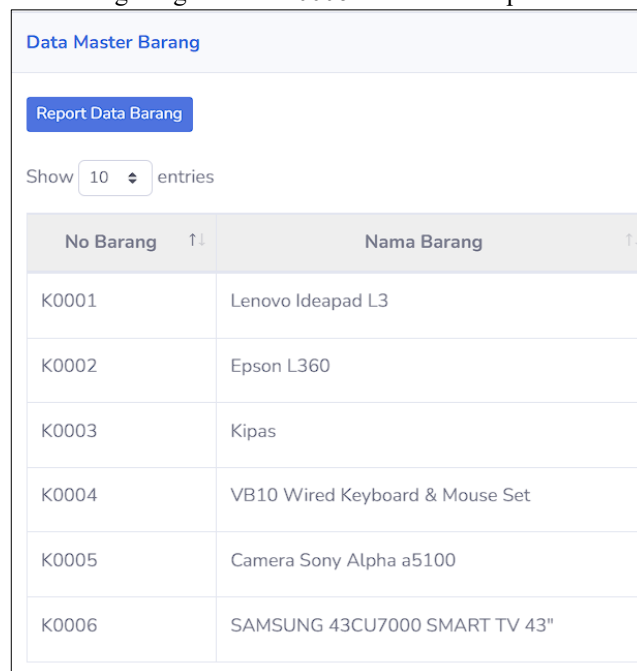 Data Master Barang
Report Data Barang
Show 10 entries
No Barang Nama Barang
K0001 Lenovo Ideapad L3
K0002 Epson L360
K0003 Kipas
K0004 VB10 Wired Keyboard & Mouse Set
K0005 Camera Sony Alpha a5100
K0006 SAMSUNG 43CU7000 SMART TV 43"